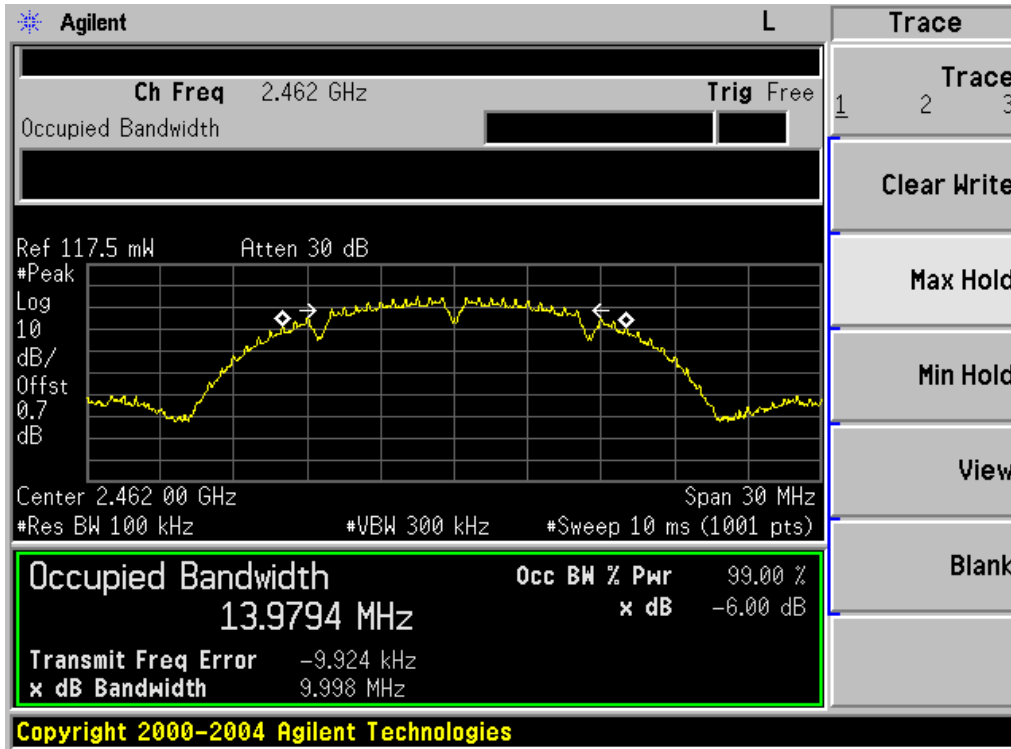 Agilent L Trace
Ch Freq 2.462 GHz Trig Free
Occupied Bandwidth
Trace
1 2 3
Clear Write
Max Hold
Min Hold
View
Blank
Ref 117.5 mW Atten 30 dB
#Peak
Log
10
dB/
Offst
0.7
dB
Center 2.462 00 GHz Span 30 MHz
#Res BW 100 kHz #VBW 300 kHz #Sweep 10 ms (1001 pts)
Occupied Bandwidth Occ BW % Pwr 99.00 %
13.9794 MHz x dB -6.00 dB
Transmit Freq Error -9.924 kHz
x dB Bandwidth 9.998 MHz
Copyright 2000-2004 Agilent Technologies